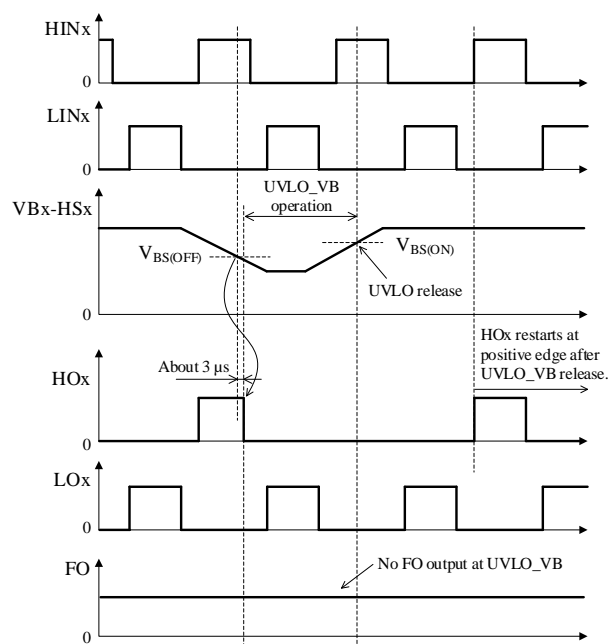 HINx
0
LINx
0
UVLO_VB
operation
VBx-HSx
VBS(OFF)
VBS(ON)
UVLO release
0
HOx restarts at
positive edge after
UVLO_VB release.
About 3 µs
HOx
0
LOx
0
No FO output at UVLO_VB
FO
0